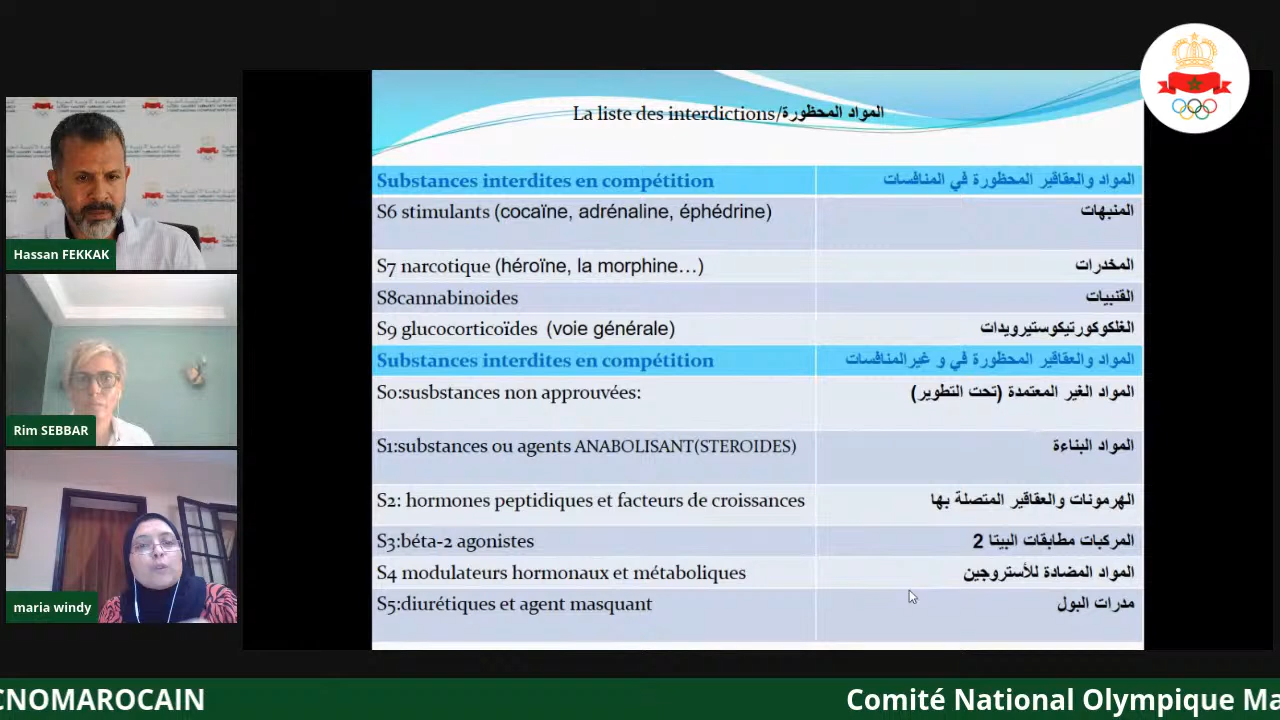 La liste des interdictions/المواد المحظورة
Substances interdites en compétition
المواد والعقاقير المحظورة في المنافسات
S6 stimulants (cocaïne, adrénaline, éphédrine)
المنبهات
S7 narcotique (héroïne, la morphine…)
المخدرات
S8cannabinoides
القنبيات
S9 glucocorticoïdes (voie générale)
الغلكوكورتيكوستيرويدات
Substances interdites en compétition
المواد والعقاقير المحظورة في و غيرالمنافسات
S0:susbstances non approuvées:
المواد الغير المعتمدة (تحت التطوير)
S1:substances ou agents ANABOLISANT(STEROIDES)
المواد البناءة
S2: hormones peptidiques et facteurs de croissances
الهرمونات والعقاقير المتصلة بها
S3:béta-2 agonistes
المركبات مطابقات البيتا 2
S4 modulateurs hormonaux et métaboliques
المواد المضادة للأستروجين
S5:diurétiques et agent masquant
مدرات البول
Hassan FEKKAK
Rim SEBBAR
maria windy
CNOMAROCAIN
Comité National Olympique Ma